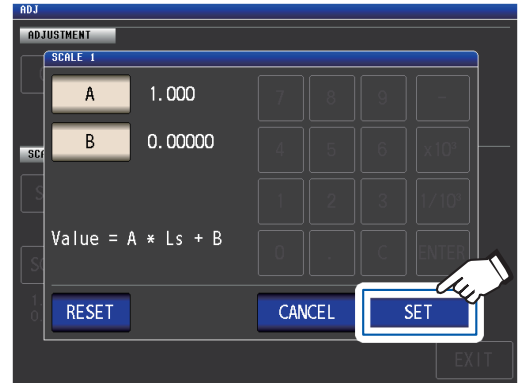 ADJ
ADJUSTMENT
SCALE 1
A 1.000 7 8 9 -
B 0.00000 4 5 6 ×10³
1 2 3 1/10³
Value = A * Ls + B 0 . C ENTER
RESET CANCEL SET
EXIT